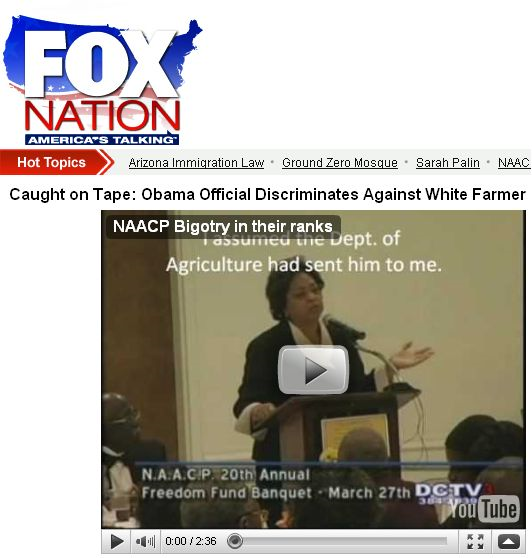 FOX
NATION
AMERICA'S TALKING
Hot Topics Arizona Immigration Law • Ground Zero Mosque • Sarah Palin • NAAC
Caught on Tape: Obama Official Discriminates Against White Farmer
NAACP Bigotry in their ranks
I assumed the Dept. of
Agriculture had sent him to me.
N.A.A.C.P. 20th Annual
Freedom Fund Banquet - March 27th DCTV
YouTube
0:00 / 2:36